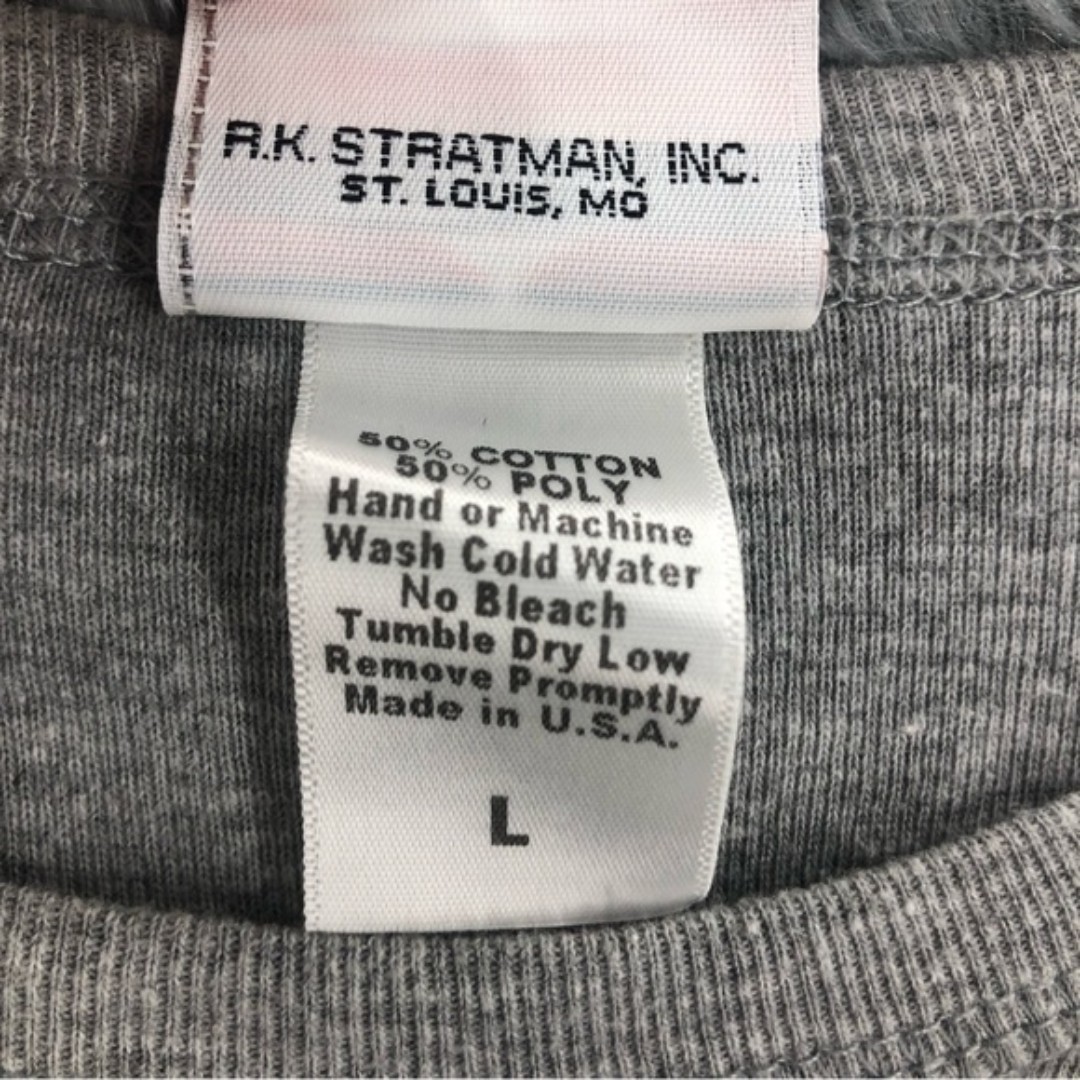 R.K. STRATMAN, INC.
ST. LOUIS, MO
50% COTTON
50% POLY
Hand or Machine
Wash Cold Water
No Bleach
Tumble Dry Low
Remove Promptly
Made in U.S.A.
L